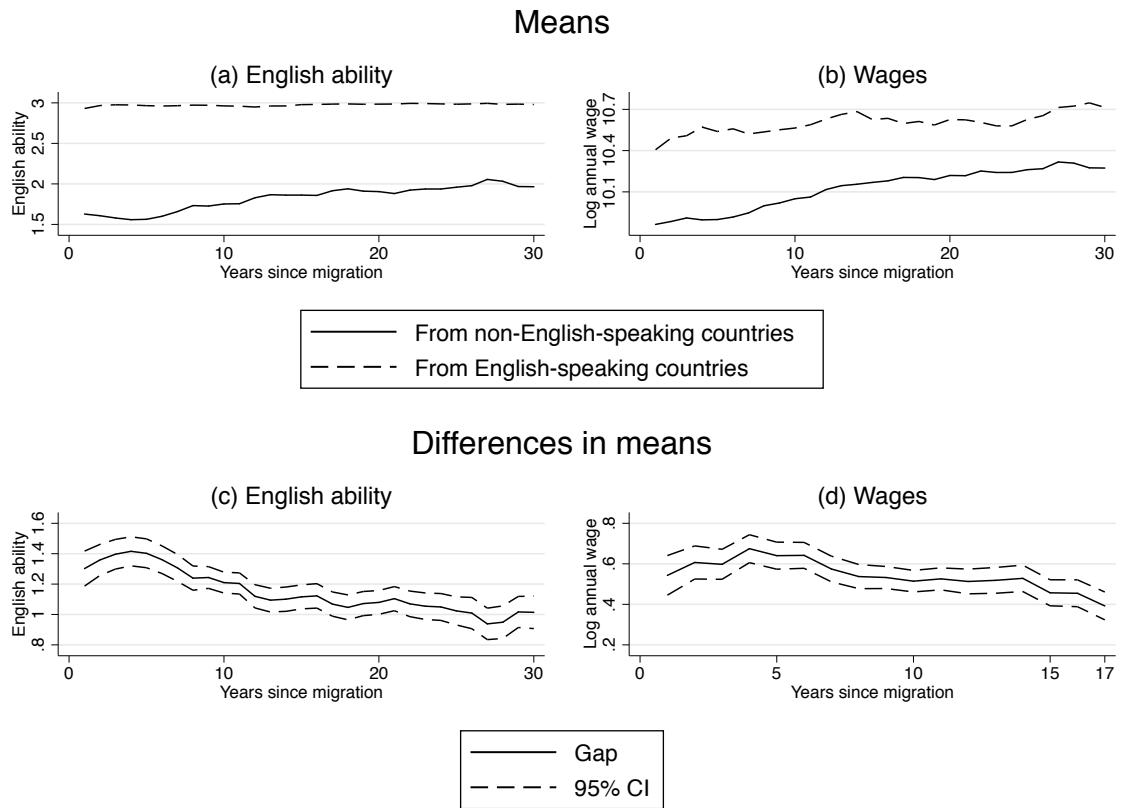 Means
(a) English ability
English ability
3
2.5
2
1.5
0
10
20
30
Years since migration
(b) Wages
Log annual wage
10.7
10.4
10.1
0
10
20
30
Years since migration
From non-English-speaking countries
From English-speaking countries
Differences in means
(c) English ability
English ability
1.6
1.4
1.2
1
.8
0
10
20
30
Years since migration
(d) Wages
Log annual wage
.8
.6
.4
.2
0
5
10
15
17
Years since migration
Gap
95% CI